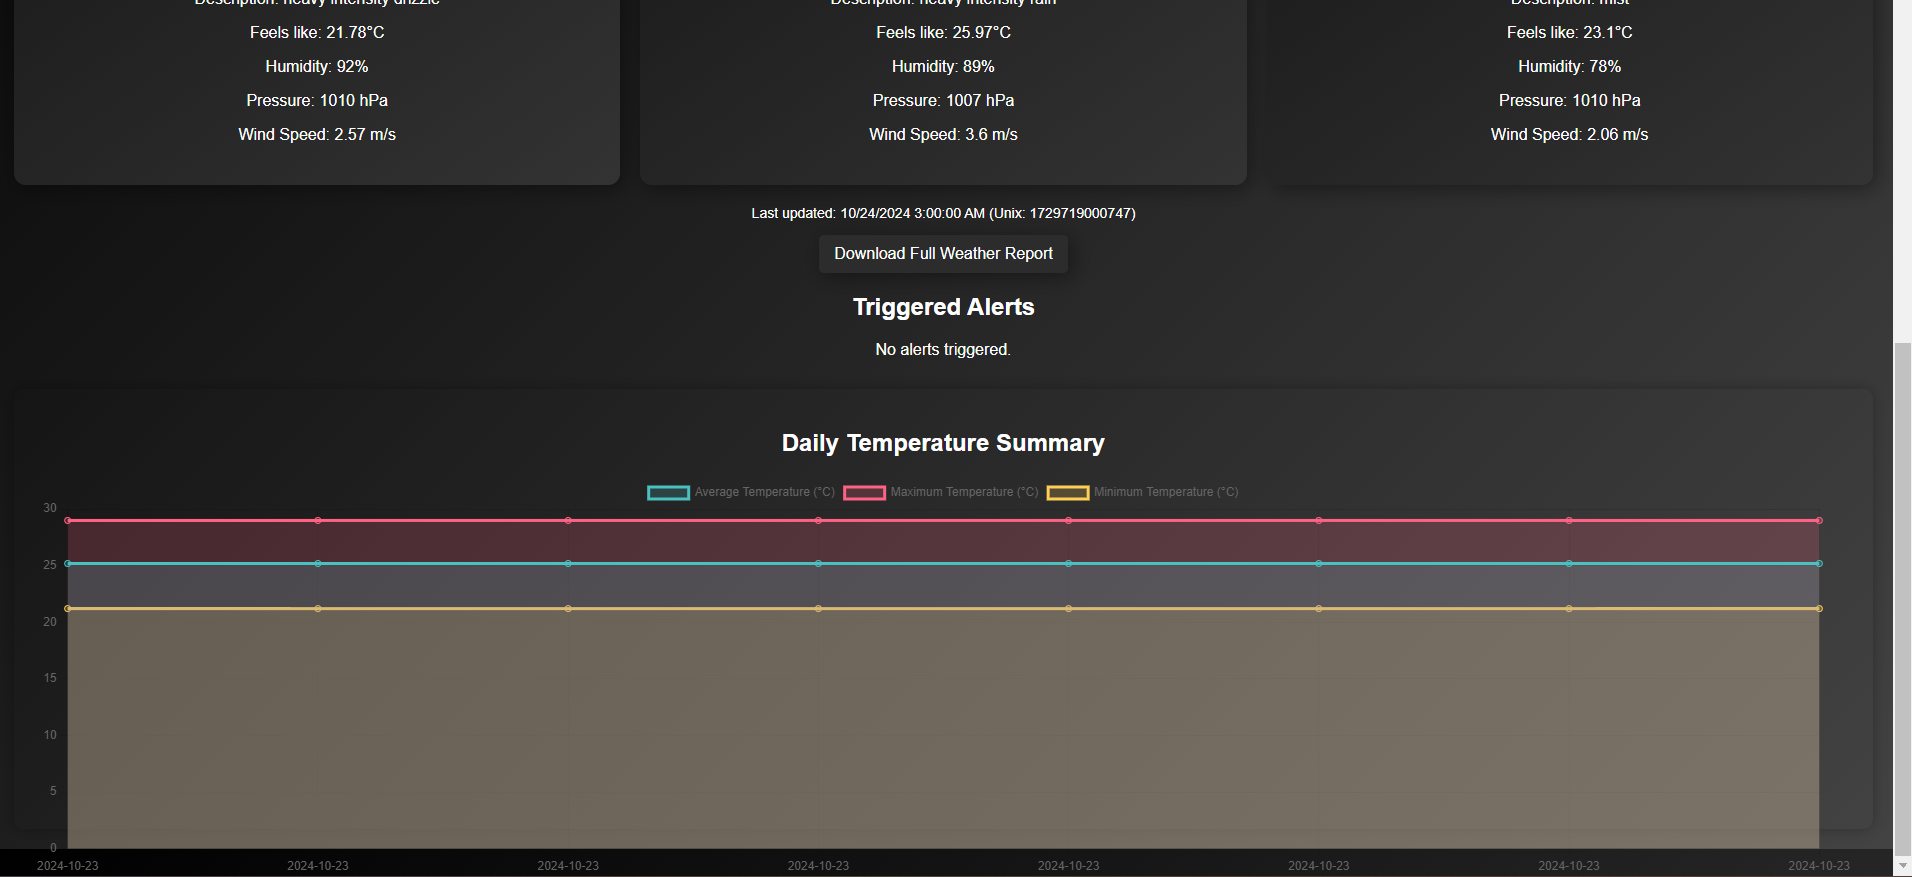 Description: heavy intensity drizzle
Feels like: 21.78°C
Humidity: 92%
Pressure: 1010 hPa
Wind Speed: 2.57 m/s
Description: heavy intensity rain
Feels like: 25.97°C
Humidity: 89%
Pressure: 1007 hPa
Wind Speed: 3.6 m/s
Description: mist
Feels like: 23.1°C
Humidity: 78%
Pressure: 1010 hPa
Wind Speed: 2.06 m/s
Last updated: 10/24/2024 3:00:00 AM (Unix: 1729719000747)
Download Full Weather Report
Triggered Alerts
No alerts triggered.
Daily Temperature Summary
Average Temperature (°C) Maximum Temperature (°C) Minimum Temperature (°C)
30
25
20
15
10
5
0
2024-10-23 2024-10-23 2024-10-23 2024-10-23 2024-10-23 2024-10-23 2024-10-23 2024-10-23